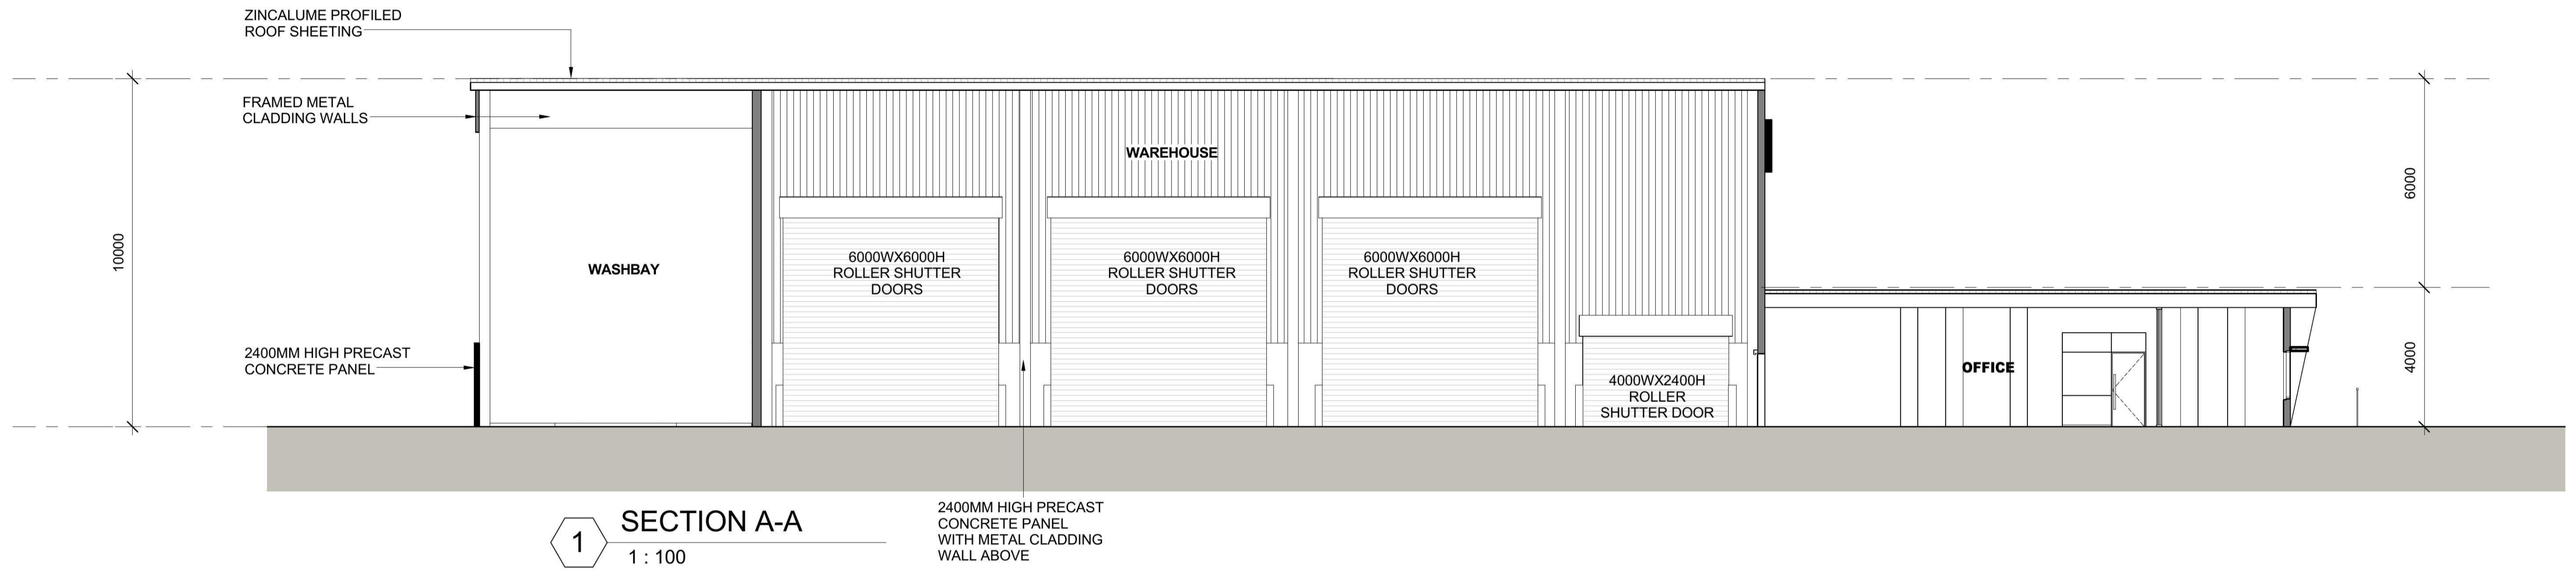 ZINCALUME PROFILED
ROOF SHEETING
FRAMED METAL
CLADDING WALLS
10000
2400MM HIGH PRECAST
CONCRETE PANEL
WASHBAY
WAREHOUSE
6000WX6000H
ROLLER SHUTTER
DOORS
6000WX6000H
ROLLER SHUTTER
DOORS
6000WX6000H
ROLLER SHUTTER
DOORS
4000WX2400H
ROLLER
SHUTTER DOOR
OFFICE
6000
4000
1
SECTION A-A
1 : 100
2400MM HIGH PRECAST
CONCRETE PANEL
WITH METAL CLADDING
WALL ABOVE